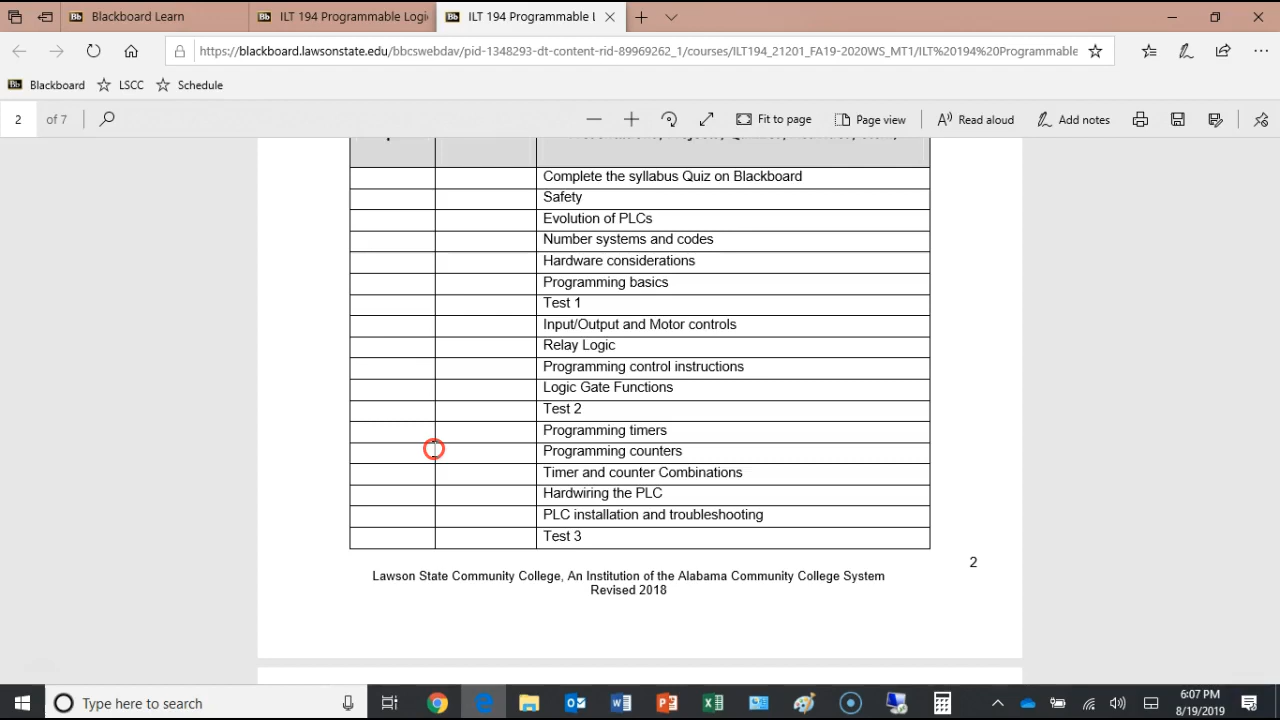 Blackboard Learn
ILT 194 Programmable Logi
ILT 194 Programmable L
https://blackboard.lawsonstate.edu/bbcswebdav/pid-1348293-dt-content-rid-89969262_1/courses/ILT194_21201_FA19-2020WS_MT1/ILT%20194%20Programmable
Blackboard
LSCC
Schedule
2 of 7
Fit to page
Page view
Read aloud
Add notes
Complete the syllabus Quiz on Blackboard
Safety
Evolution of PLCs
Number systems and codes
Hardware considerations
Programming basics
Test 1
Input/Output and Motor controls
Relay Logic
Programming control instructions
Logic Gate Functions
Test 2
Programming timers
Programming counters
Timer and counter Combinations
Hardwiring the PLC
PLC installation and troubleshooting
Test 3
2
Lawson State Community College, An Institution of the Alabama Community College System
Revised 2018
Type here to search
6:07 PM
8/19/2019